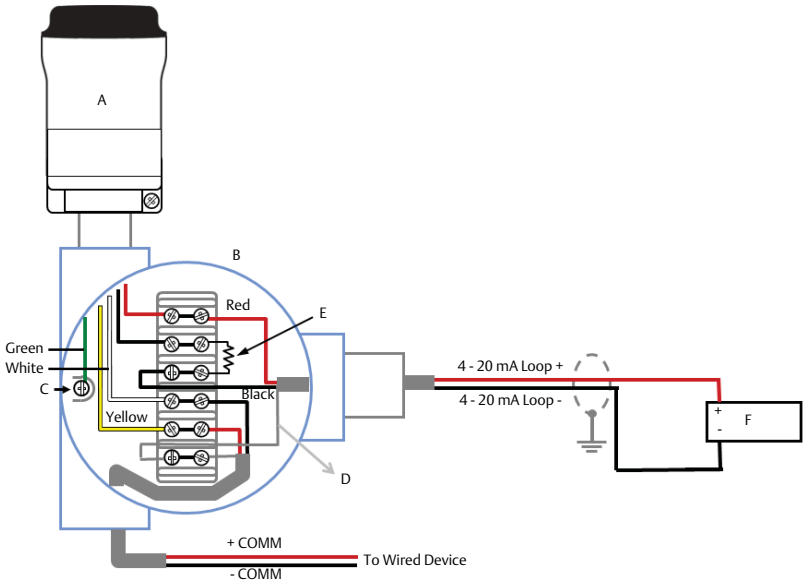 A
B
Red
E
Green
White
C
Black
Yellow
D
4 - 20 mA Loop +
4 - 20 mA Loop -
+
-
F
+ COMM
To Wired Device
- COMM